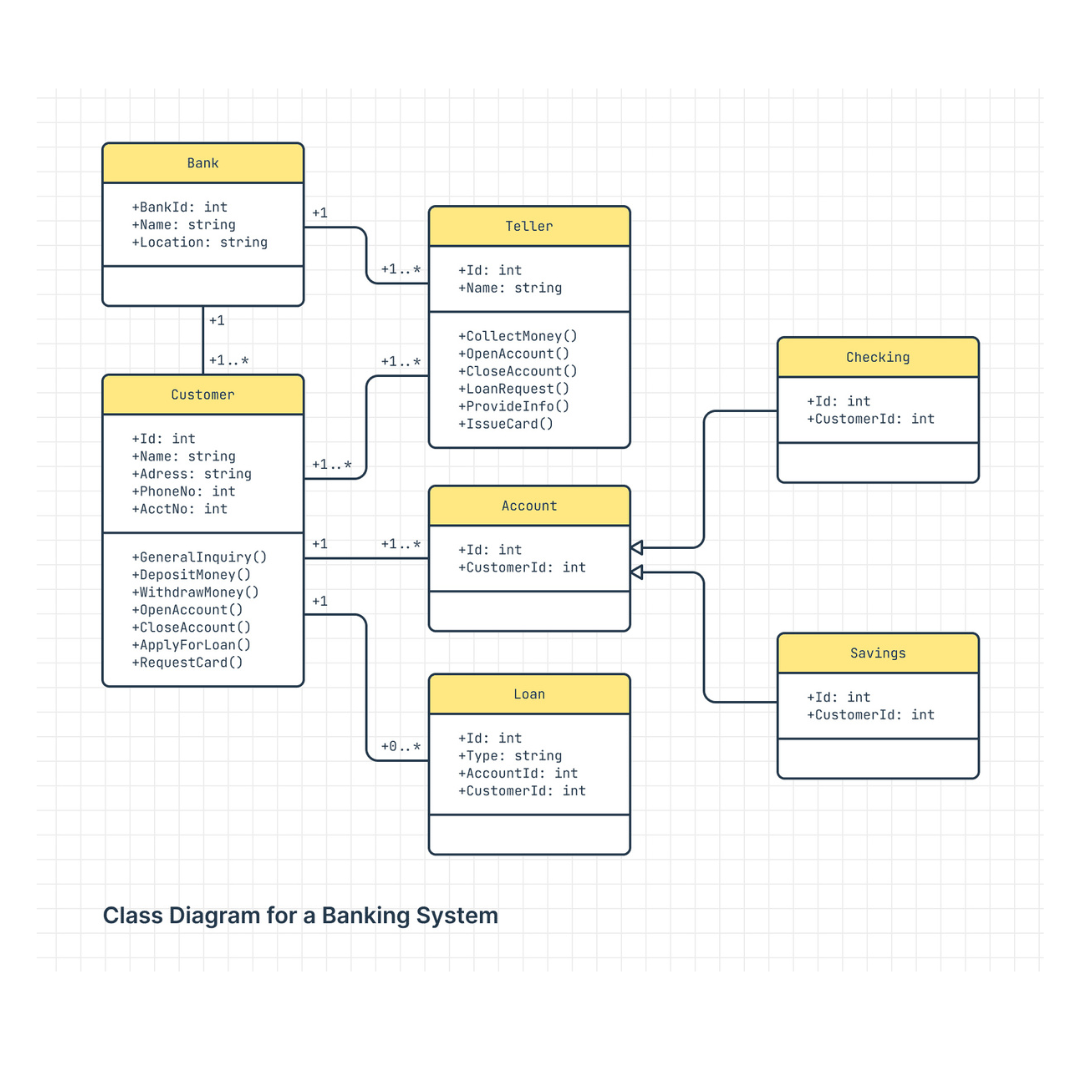 Bank
+BankId: int
+Name: string
+Location: string
+1
+1..*
Teller
+Id: int
+Name: string
+CollectMoney()
+OpenAccount()
+CloseAccount()
+LoanRequest()
+ProvideInfo()
+IssueCard()
+1
+1..*
Customer
+Id: int
+Name: string
+Adress: string
+PhoneNo: int
+AcctNo: int
+GeneralInquiry()
+DepositMoney()
+WithdrawMoney()
+OpenAccount()
+CloseAccount()
+ApplyForLoan()
+RequestCard()
+1..*
+1..*
+1
+1..*
+1
+0..*
Account
+Id: int
+CustomerId: int
Loan
+Id: int
+Type: string
+AccountId: int
+CustomerId: int
Checking
+Id: int
+CustomerId: int
Savings
+Id: int
+CustomerId: int
Class Diagram for a Banking System